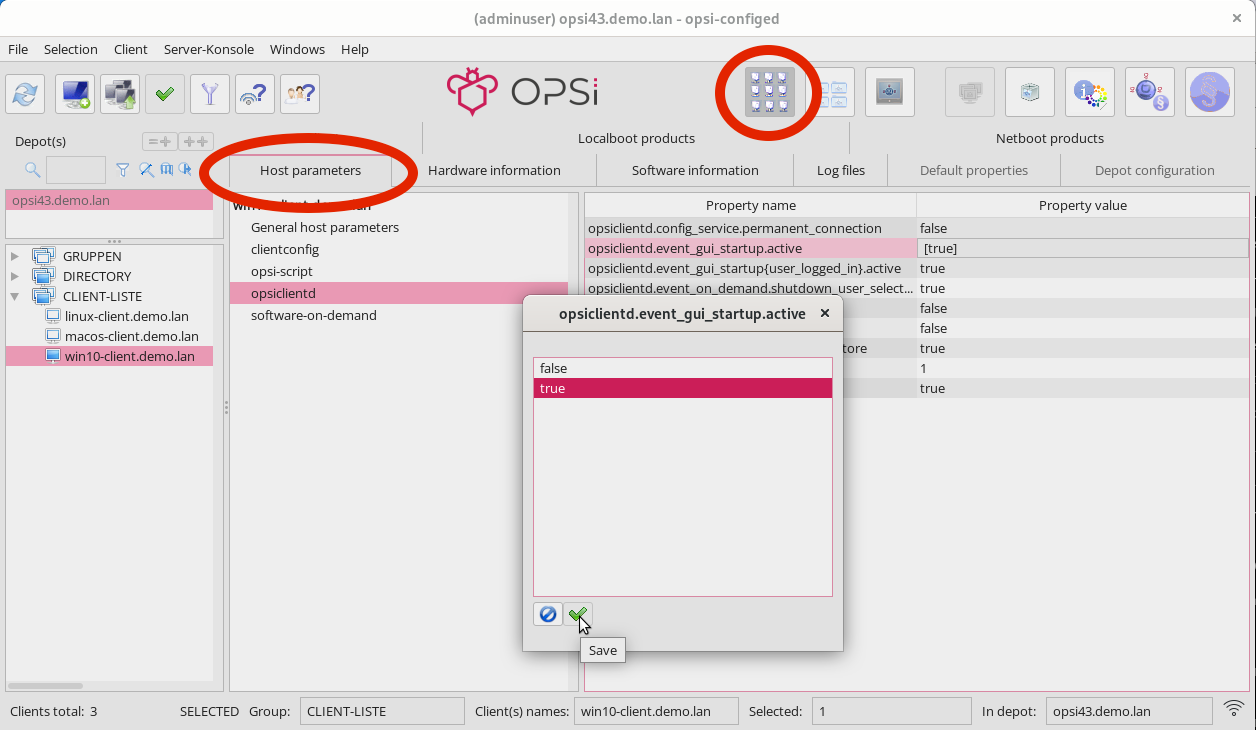 (adminuser) opsi43.demo.lan - opsi-configed
File Selection Client Server-Konsole Windows Help
OPSi
Depot(s)
Localboot products
Netboot products
Host parameters
Hardware information
Software information
Log files
Default properties
Depot configuration
opsi43.demo.lan
GRUPPEN
DIRECTORY
CLIENT-LISTE
linux-client.demo.lan
macos-client.demo.lan
win10-client.demo.lan
General host parameters
clientconfig
opsi-script
opsiclientd
software-on-demand
Property name Property value
opsiclientd.config_service.permanent_connection false
opsiclientd.event_gui_startup.active [true]
opsiclientd.event_gui_startup{user_logged_in}.active true
opsiclientd.event_on_demand.shutdown_user_select... true
false
false
tore true
1
true
opsiclientd.event_gui_startup.active
false
true
Save
Clients total: 3 SELECTED Group: CLIENT-LISTE Client(s) names: win10-client.demo.lan Selected: 1 In depot: opsi43.demo.lan